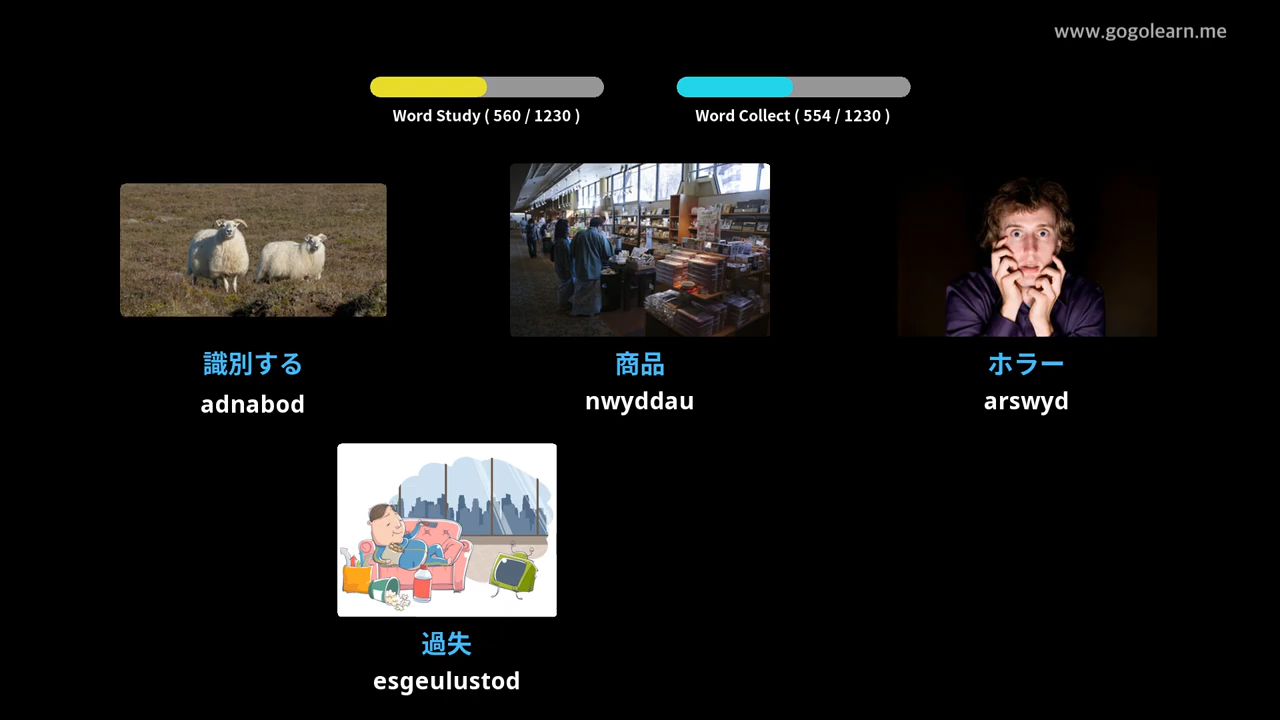 www.gogolearn.me
Word Study ( 560 / 1230 )
Word Collect ( 554 / 1230 )
識別する
adnabod
商品
nwyddau
ホラー
arswyd
過失
esgeulustod